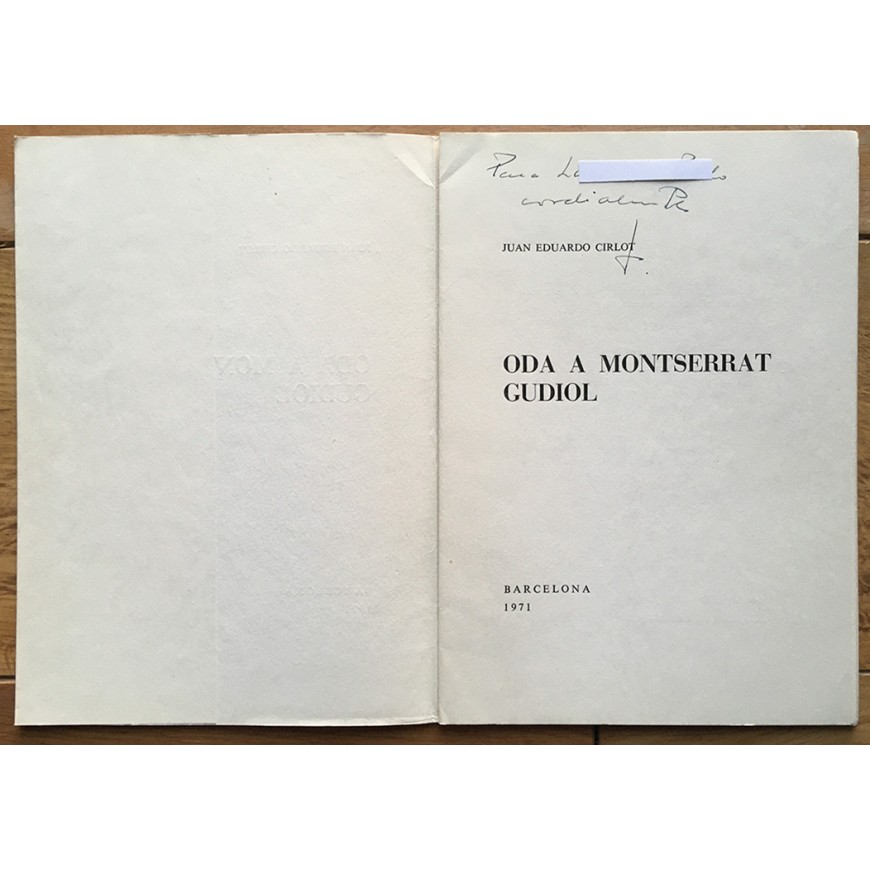 Para
cordialmente
JUAN EDUARDO CIRLOT
ODA A MONTSERRAT
GUDIOL
BARCELONA
1971